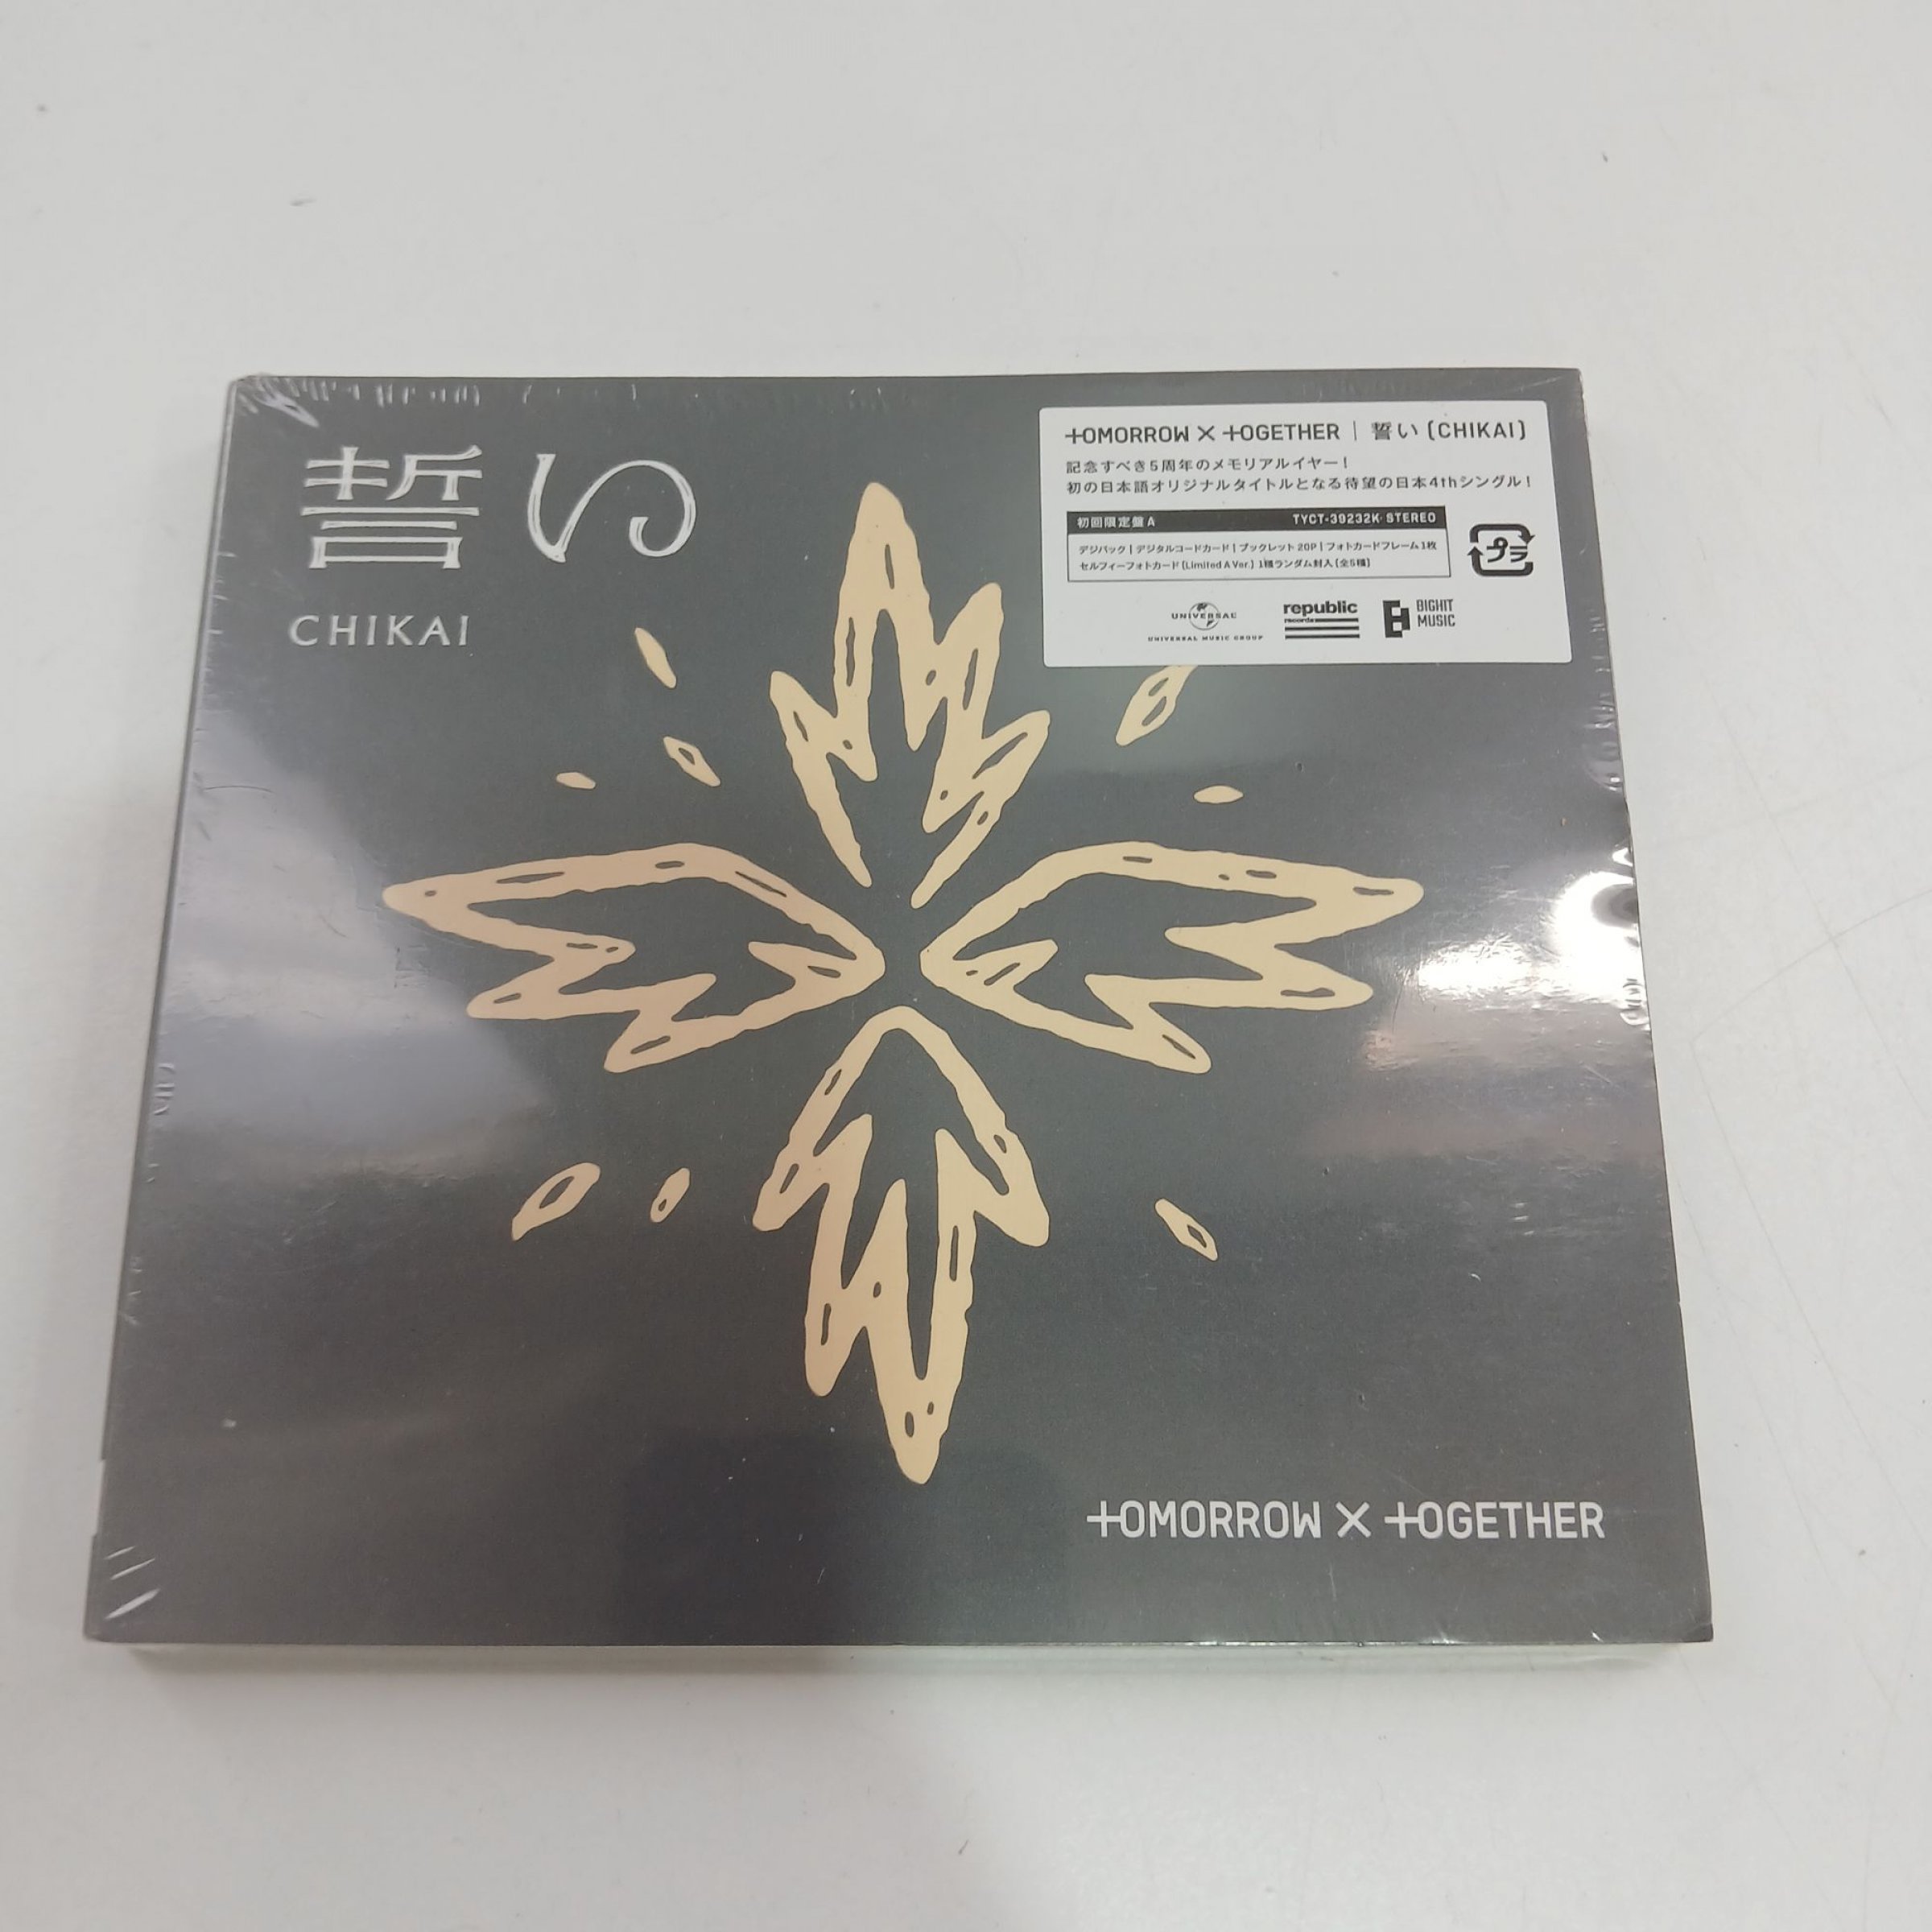 誓い
CHIKAI
TOMORROW X TOGETHER | 誓い [CHIKAI]
記念すべき5周年のメモリアルイヤー!
初の日本語オリジナルタイトルとなる待望の日本4thシングル!
初回限定盤A TYCT-39232K・STEREO
デジパック | デジタルコードカード | ブックレット 20P | フォトカードフレーム1枚
セルフィーフォトカード [Limited A Ver.] 1種ランダム封入 [全5種]
プラ
UNIVERSAL
UNIVERSAL MUSIC GROUP
republic
records
BIGHIT
MUSIC
TOMORROW X TOGETHER